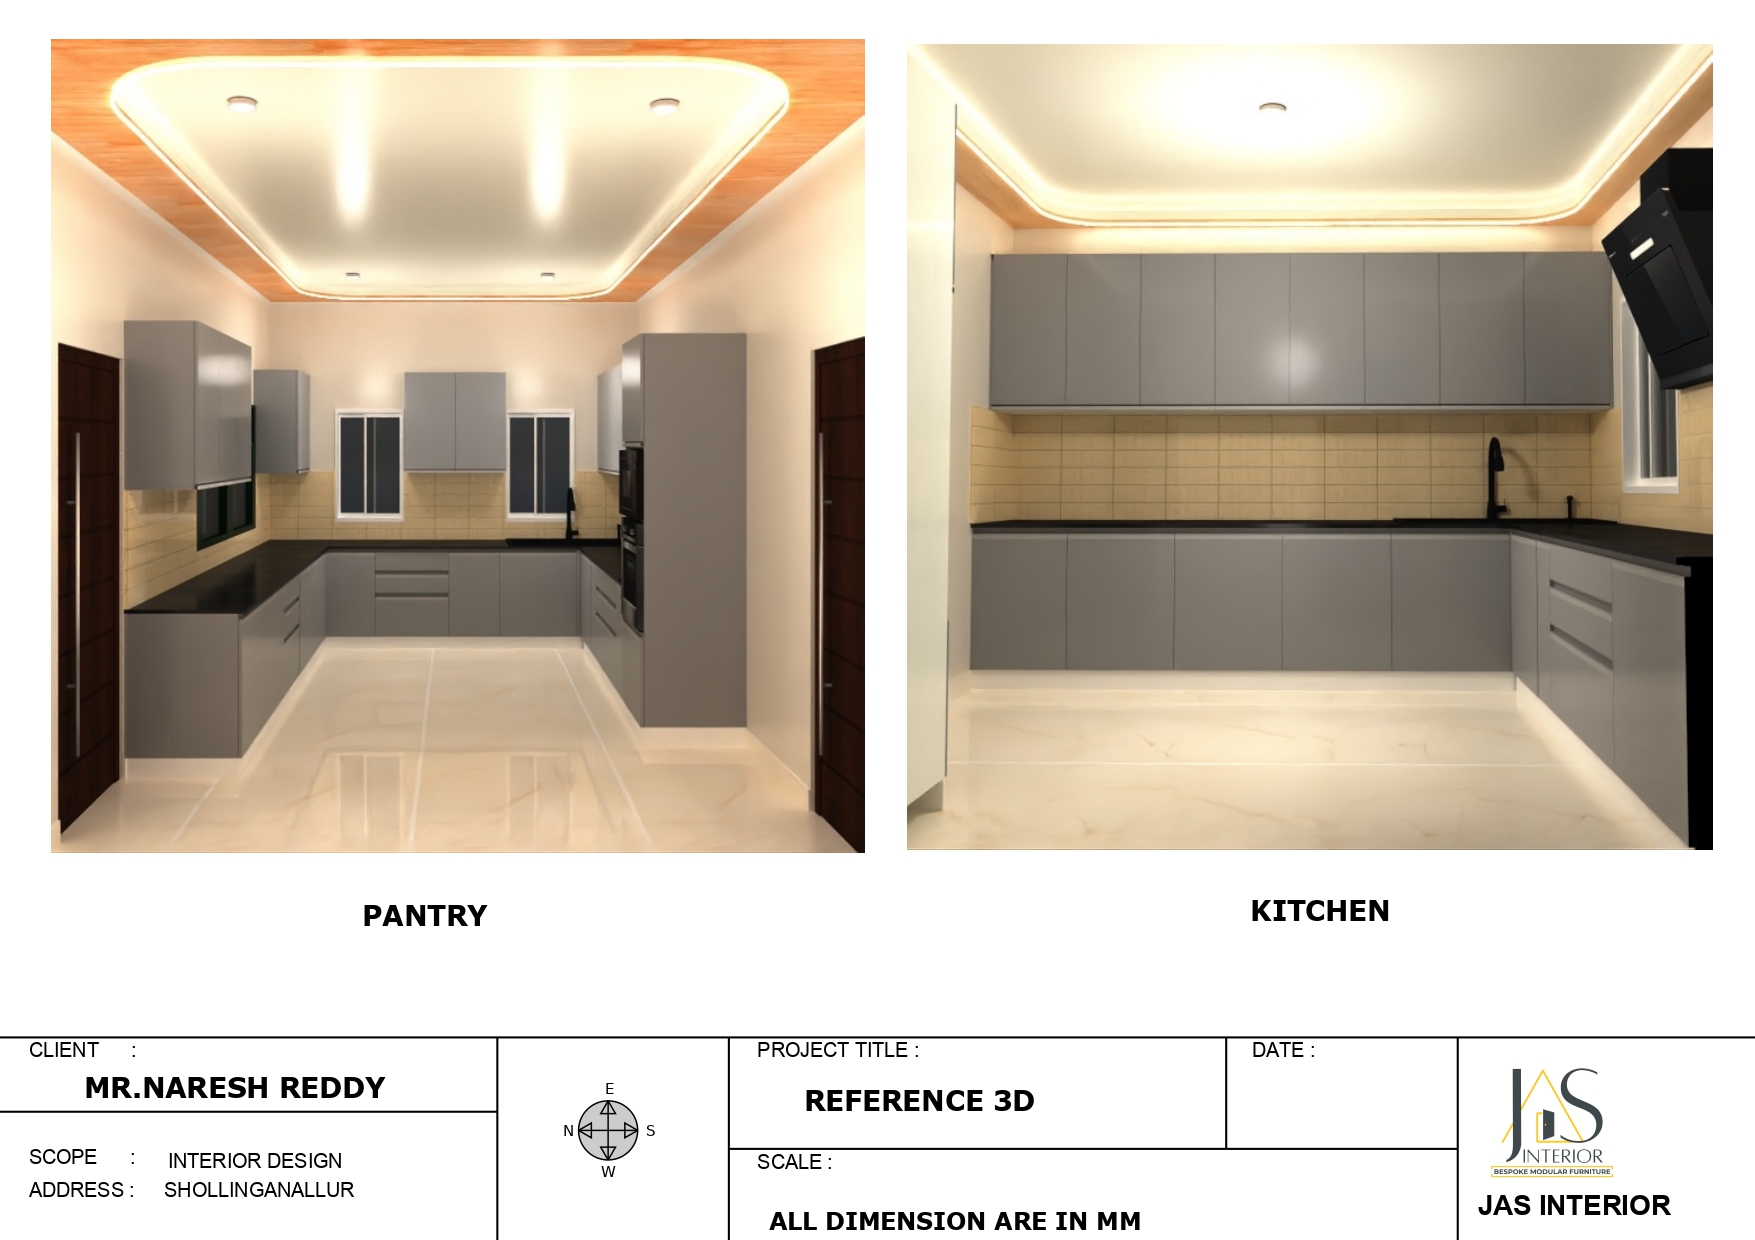 PANTRY
KITCHEN
CLIENT :
MR.NARESH REDDY
SCOPE : INTERIOR DESIGN
ADDRESS : SHOLLINGANALLUR
E
N S
W
PROJECT TITLE :
REFERENCE 3D
DATE :
SCALE :
ALL DIMENSION ARE IN MM
JAS
INTERIOR
BESPOKE MODULAR FURNITURE
JAS INTERIOR